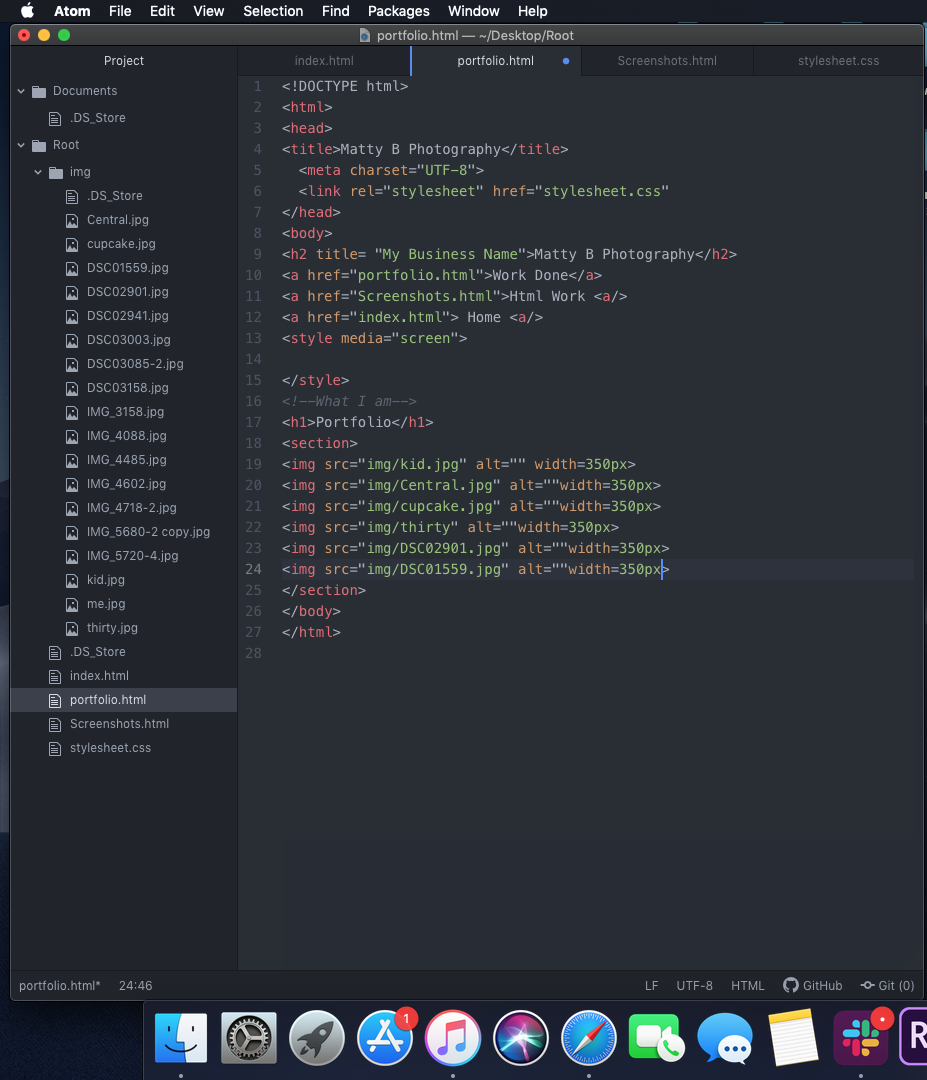 Atom File Edit View Selection Find Packages Window Help
portfolio.html — ~/Desktop/Root
Project
index.html
portfolio.html
Screenshots.html
stylesheet.css
Documents
.DS_Store
Root
img
.DS_Store
Central.jpg
cupcake.jpg
DSC01559.jpg
DSC02901.jpg
DSC02941.jpg
DSC03003.jpg
DSC03085-2.jpg
DSC03158.jpg
IMG_3158.jpg
IMG_4088.jpg
IMG_4485.jpg
IMG_4602.jpg
IMG_4718-2.jpg
IMG_5680-2 copy.jpg
IMG_5720-4.jpg
kid.jpg
me.jpg
thirty.jpg
.DS_Store
index.html
portfolio.html
Screenshots.html
stylesheet.css
1 <!DOCTYPE html>
2 <html>
3 <head>
4 <title>Matty B Photography</title>
5 <meta charset="UTF-8">
6 <link rel="stylesheet" href="stylesheet.css"
7 </head>
8 <body>
9 <h2 title= "My Business Name">Matty B Photography</h2>
10 <a href="portfolio.html">Work Done</a>
11 <a href="Screenshots.html">Html Work <a/>
12 <a href="index.html"> Home <a/>
13 <style media="screen">
14
15 </style>
16 <!--What I am-->
17 <h1>Portfolio</h1>
18 <section>
19 <img src="img/kid.jpg" alt="" width=350px>
20 <img src="img/Central.jpg" alt=""width=350px>
21 <img src="img/cupcake.jpg" alt=""width=350px>
22 <img src="img/thirty" alt=""width=350px>
23 <img src="img/DSC02901.jpg" alt=""width=350px>
24 <img src="img/DSC01559.jpg" alt=""width=350px>
25 </section>
26 </body>
27 </html>
28
portfolio.html* 24:46 LF UTF-8 HTML GitHub Git (0)
1
R